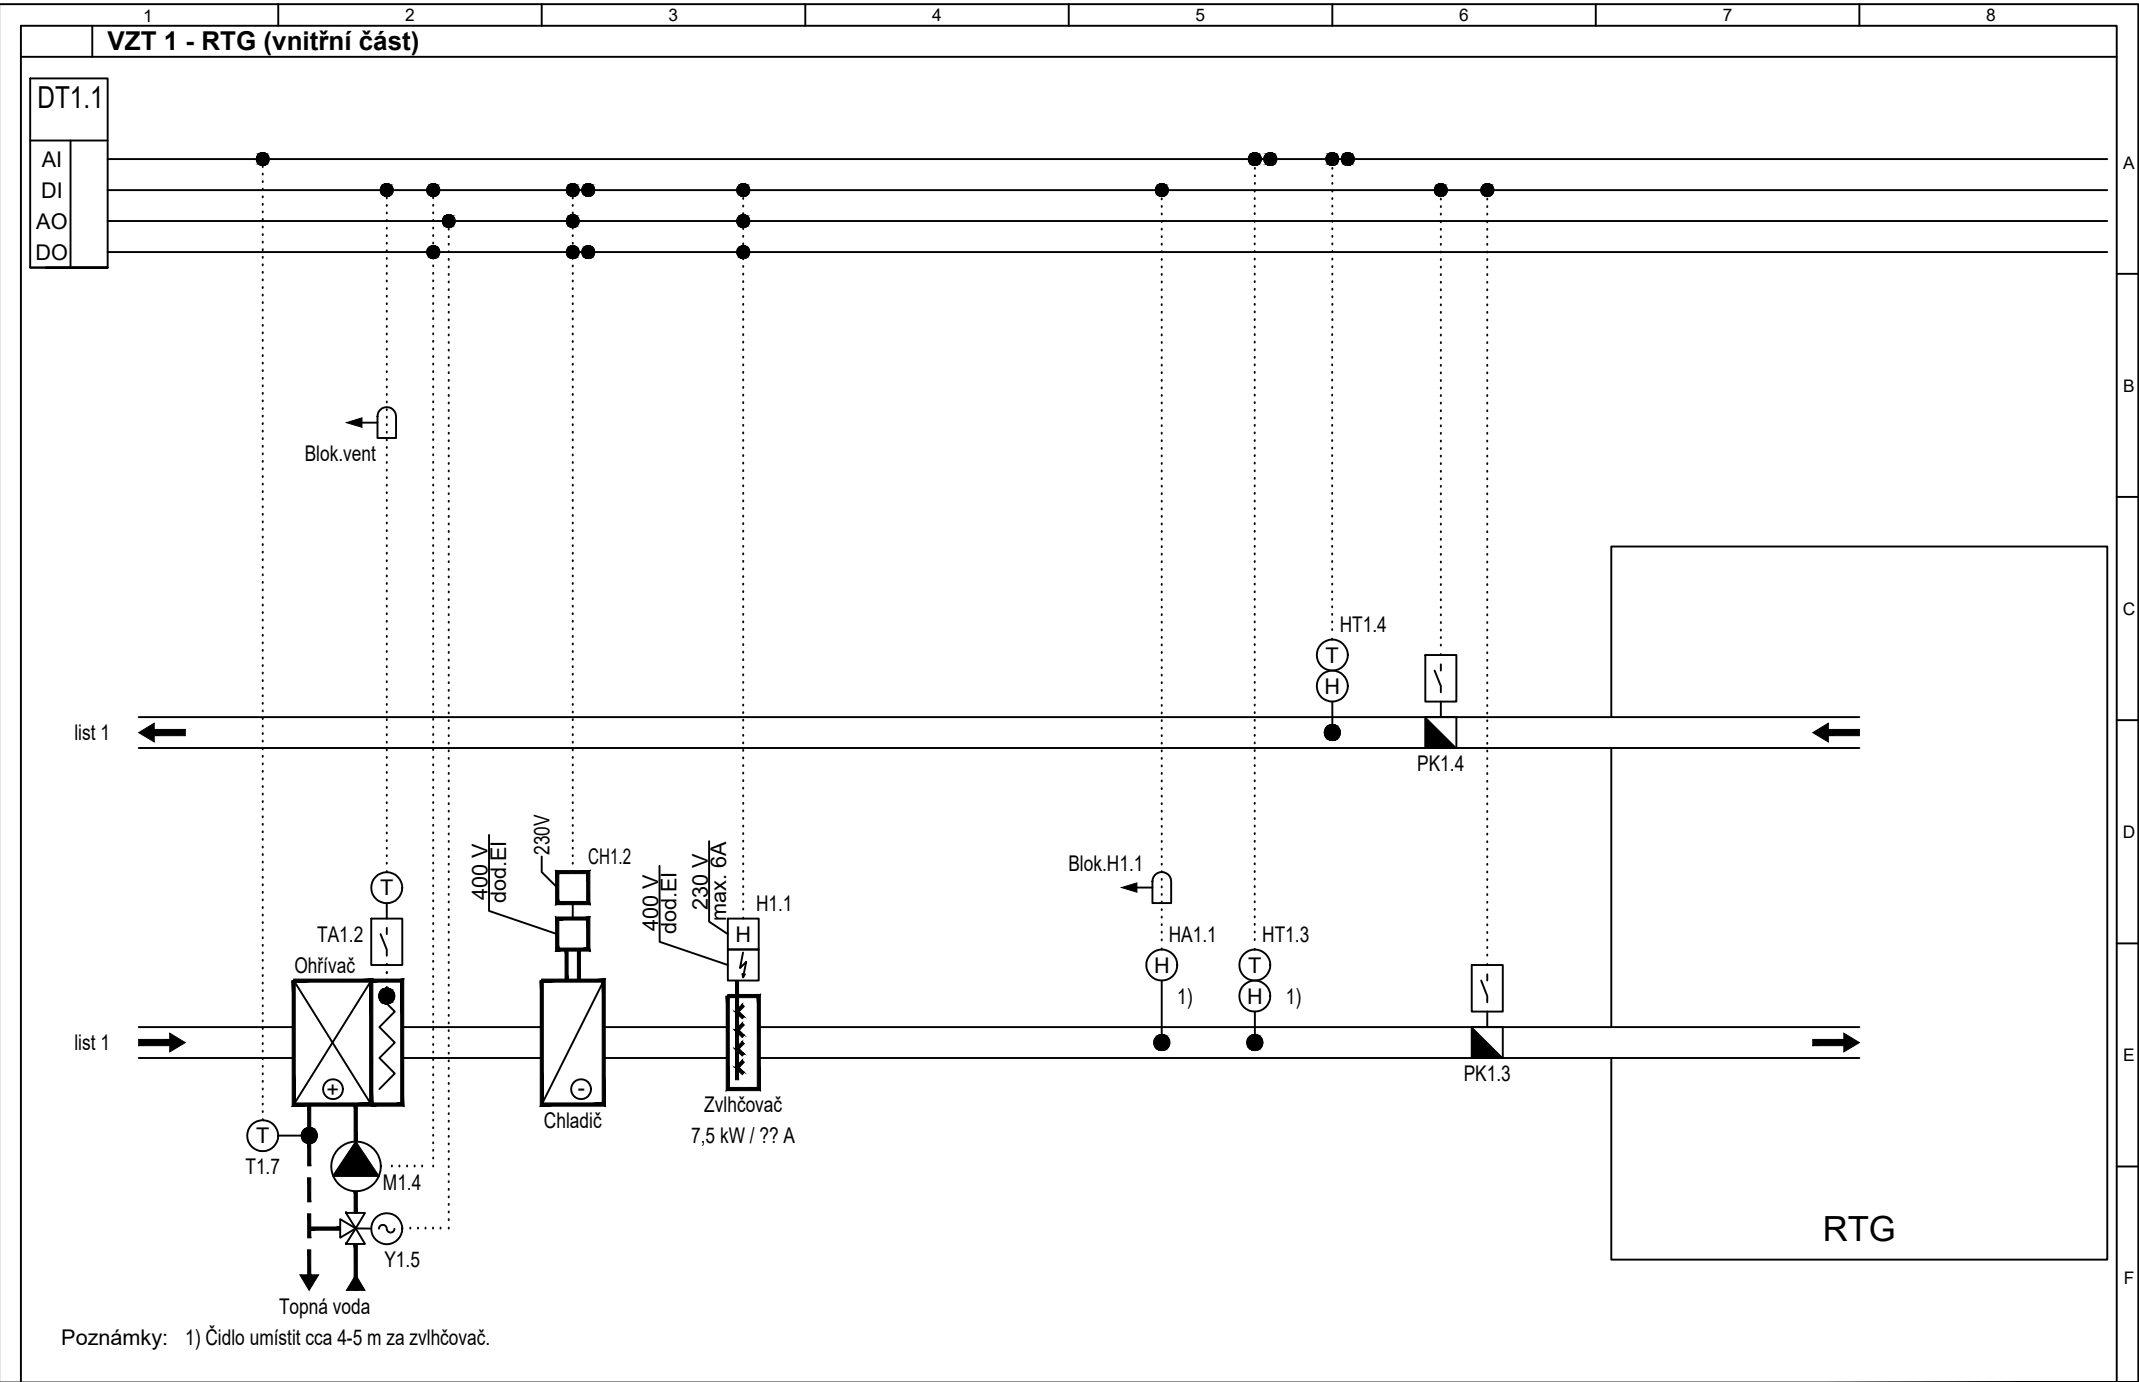 1 2 3 4 5 6 7 8
VZT 1 - RTG (vnitřní část)
DT1.1
AI
DI
AO
DO
A
B
C
D
E
F
Blok.vent
HT1.4
T
H
list 1
PK1.4
400 V
dod.El
230V
CH1.2
400 V
dod.El
230 V
max. 6A
H1.1
H
Blok.H1.1
T
TA1.2
Ohřívač
HA1.1
H
1)
HT1.3
T
H
1)
list 1
+
-
PK1.3
Chladič
Zvlhčovač
7,5 kW / ?? A
T
T1.7
M1.4
Y1.5
RTG
Topná voda
Poznámky: 1) Čidlo umístit cca 4-5 m za zvlhčovač.